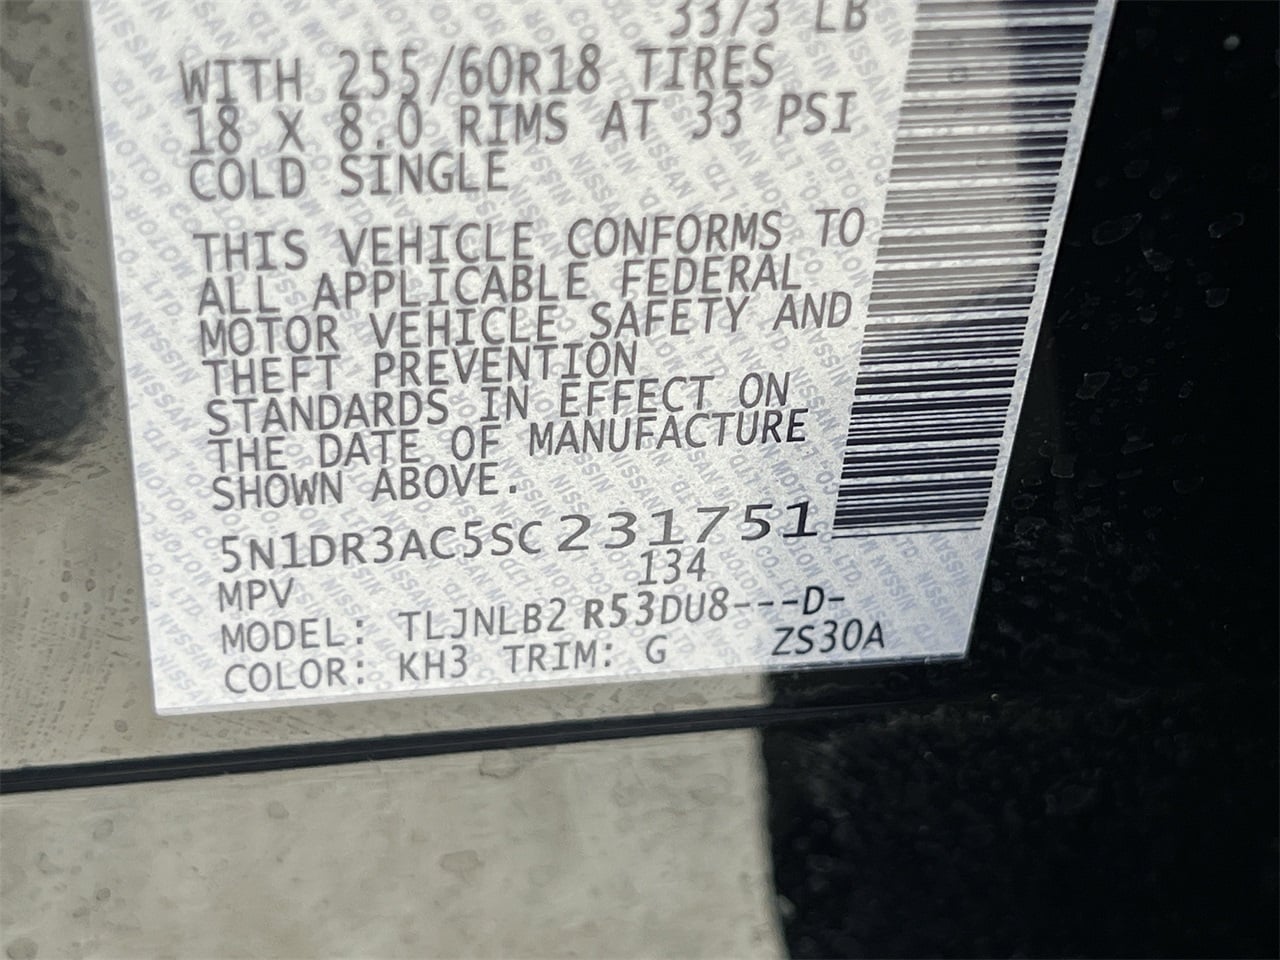 3373 LB
WITH 255/60R18 TIRES
18 X 8.0 RIMS AT 33 PSI
COLD SINGLE
THIS VEHICLE CONFORMS TO
ALL APPLICABLE FEDERAL
MOTOR VEHICLE SAFETY AND
THEFT PREVENTION
STANDARDS IN EFFECT ON
THE DATE OF MANUFACTURE
SHOWN ABOVE.
5N1DR3AC5SC231751
MPV 134
MODEL: TLJNLB2 R53DU8---D-
COLOR: KH3 TRIM: G ZS30A